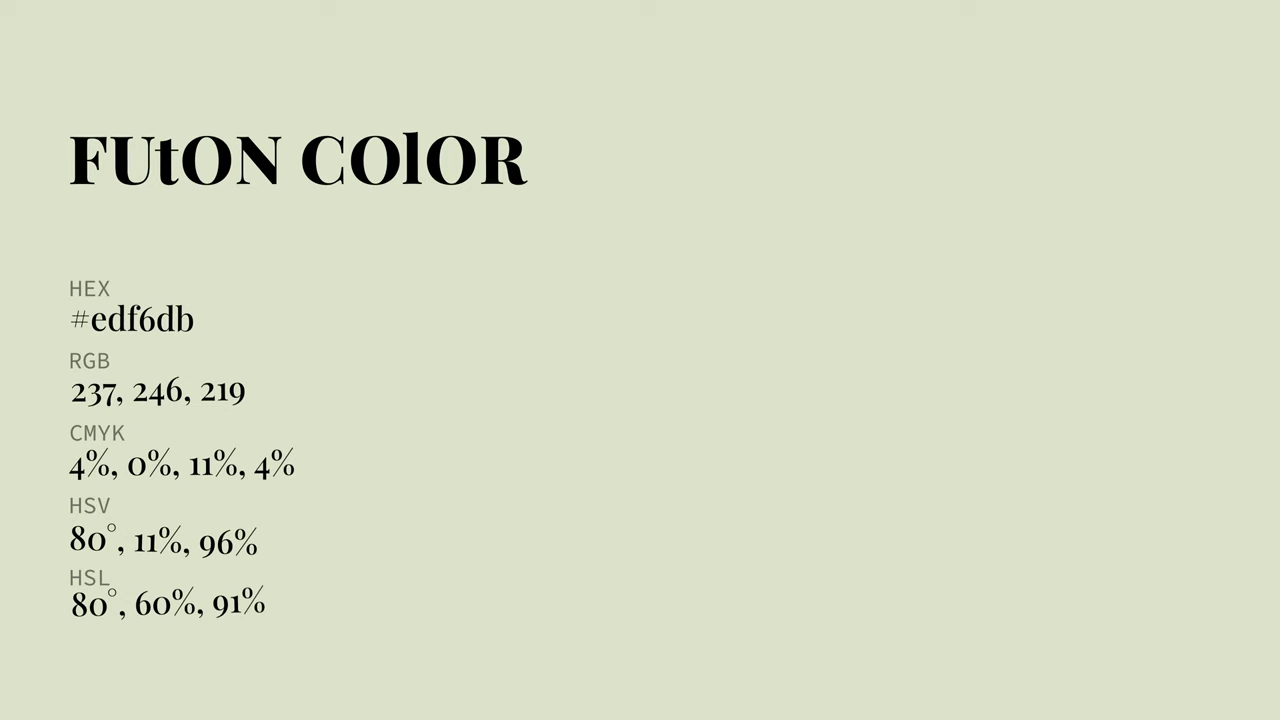 FUtON COlOR
HEX
#edf6db
RGB
237, 246, 219
CMYK
4%, 0%, 11%, 4%
HSV
80°, 11%, 96%
HSL
80°, 60%, 91%